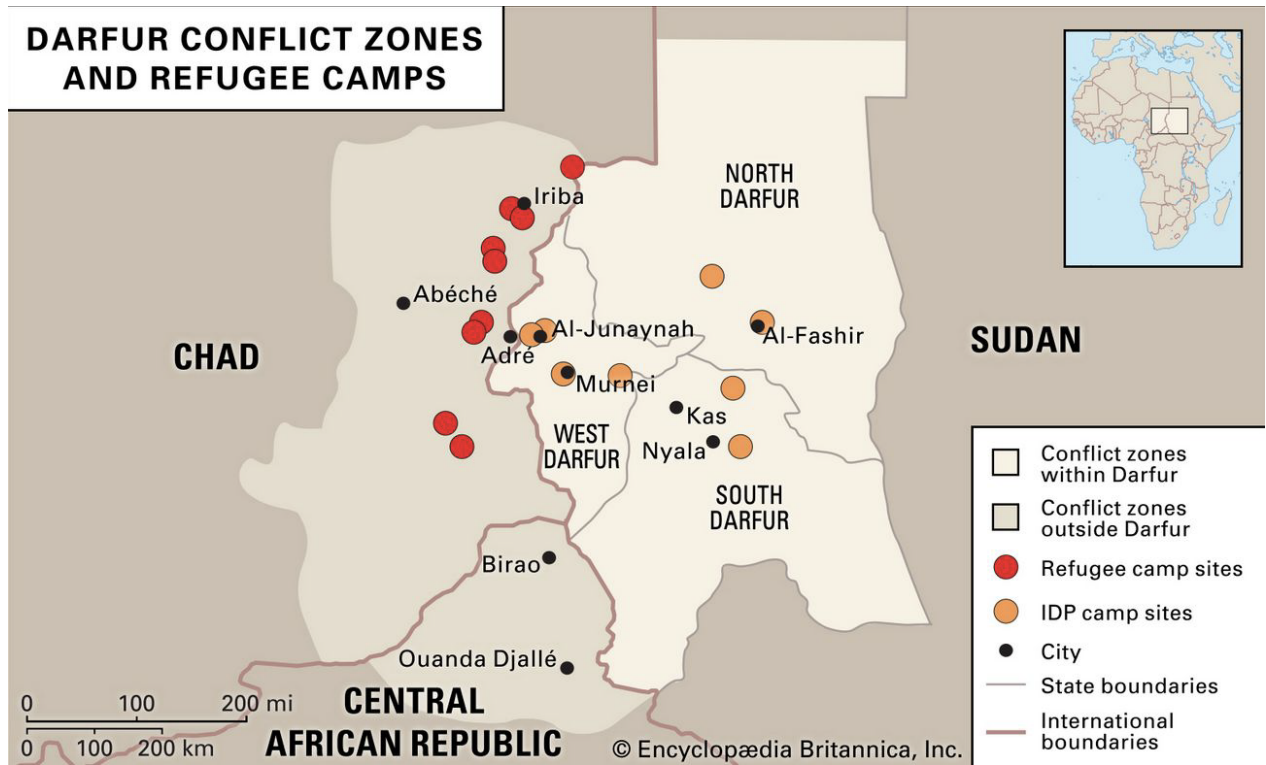 DARFUR CONFLICT ZONES
AND REFUGEE CAMPS
NORTH
DARFUR
Iriba
Abéché
Al-Junaynah
Al-Fashir
CHAD
Adré
SUDAN
Murnei
Kas
WEST
DARFUR
Nyala
SOUTH
DARFUR
Birao
Ouanda Djallé
CENTRAL
AFRICAN REPUBLIC
0 100 200 mi
0 100 200 km
Conflict zones
within Darfur
Conflict zones
outside Darfur
Refugee camp sites
IDP camp sites
City
State boundaries
International
boundaries
© Encyclopædia Britannica, Inc.